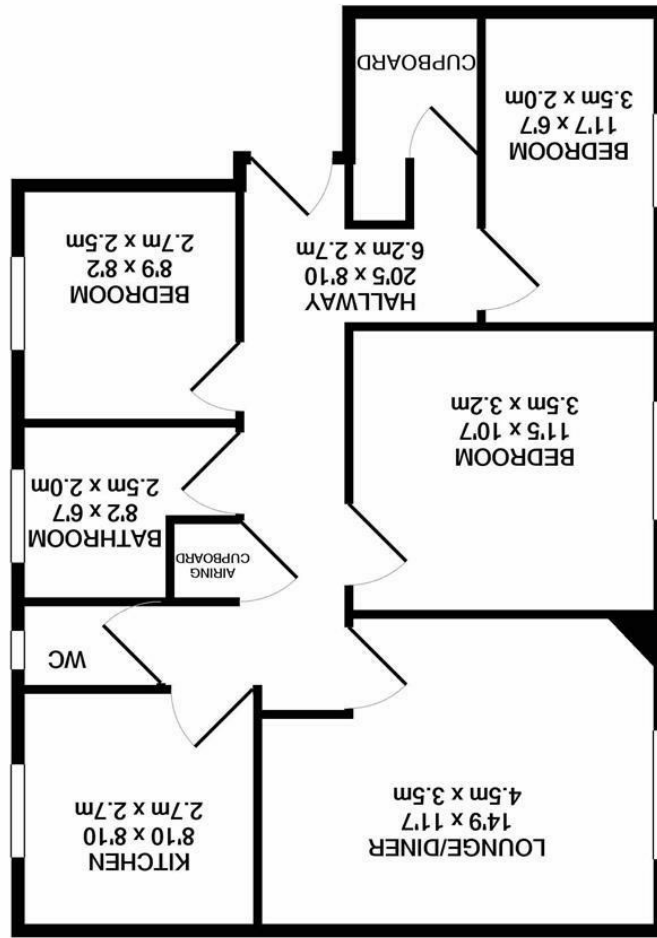 LOUNGE/DINER
14'9 x 11'7
4.5m x 3.5m
KITCHEN
8'10 x 8'10
2.7m x 2.7m
WC
AIRING
CUPBOARD
BATHROOM
8'2 x 6'7
2.5m x 2.0m
BEDROOM
11'5 x 10'7
3.5m x 3.2m
BEDROOM
8'9 x 8'2
2.7m x 2.5m
HALLWAY
20'5 x 8'10
6.2m x 2.7m
BEDROOM
11'7 x 6'7
3.5m x 2.0m
CUPBOARD